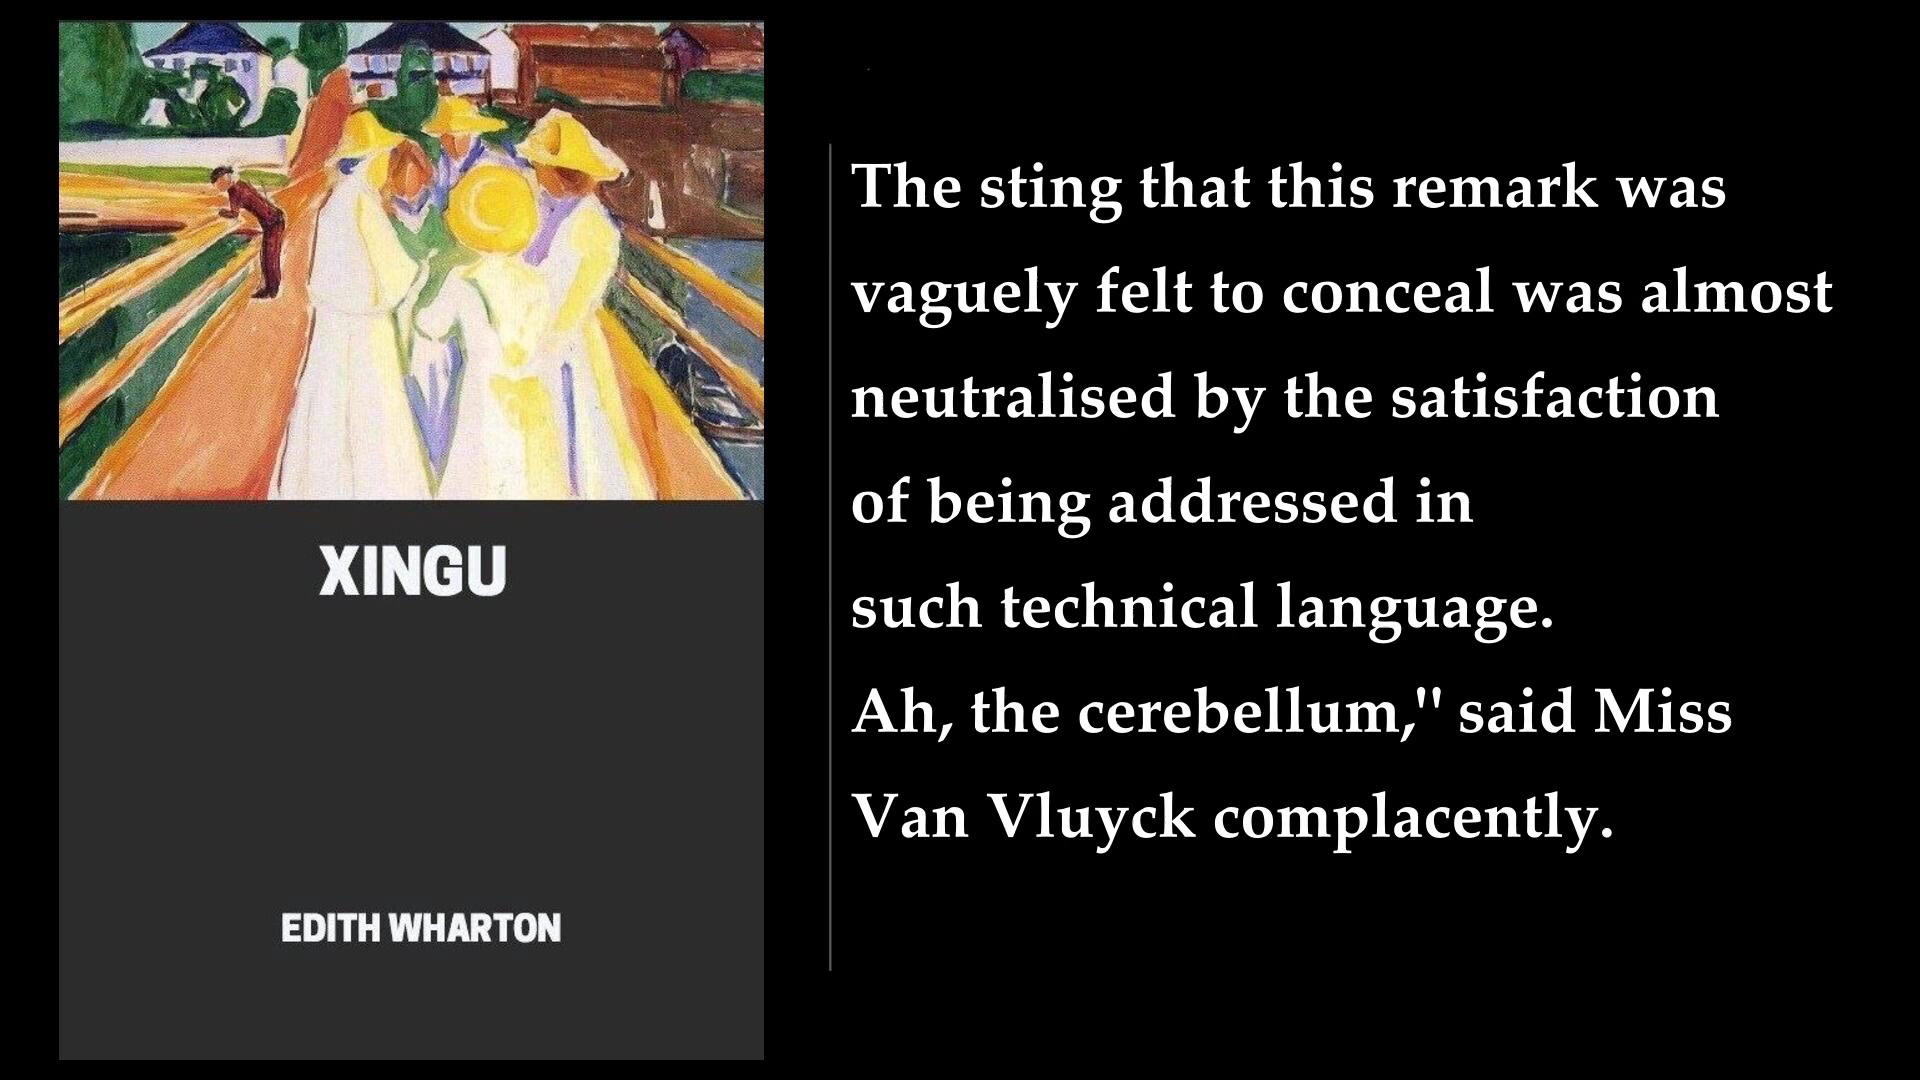 XINGU
EDITH WHARTON
The sting that this remark was
vaguely felt to conceal was almost
neutralised by the satisfaction
of being addressed in
such technical language.
Ah, the cerebellum," said Miss
Van Vluyck complacently.